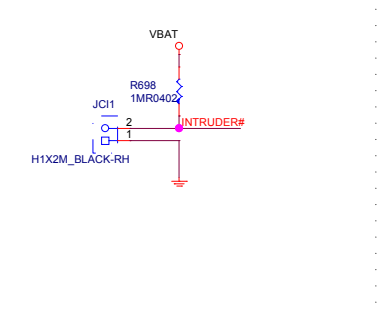 VBAT
R698
1MR0402
JCI1
2
INTRUDER#
1
H1X2M_BLACK-RH